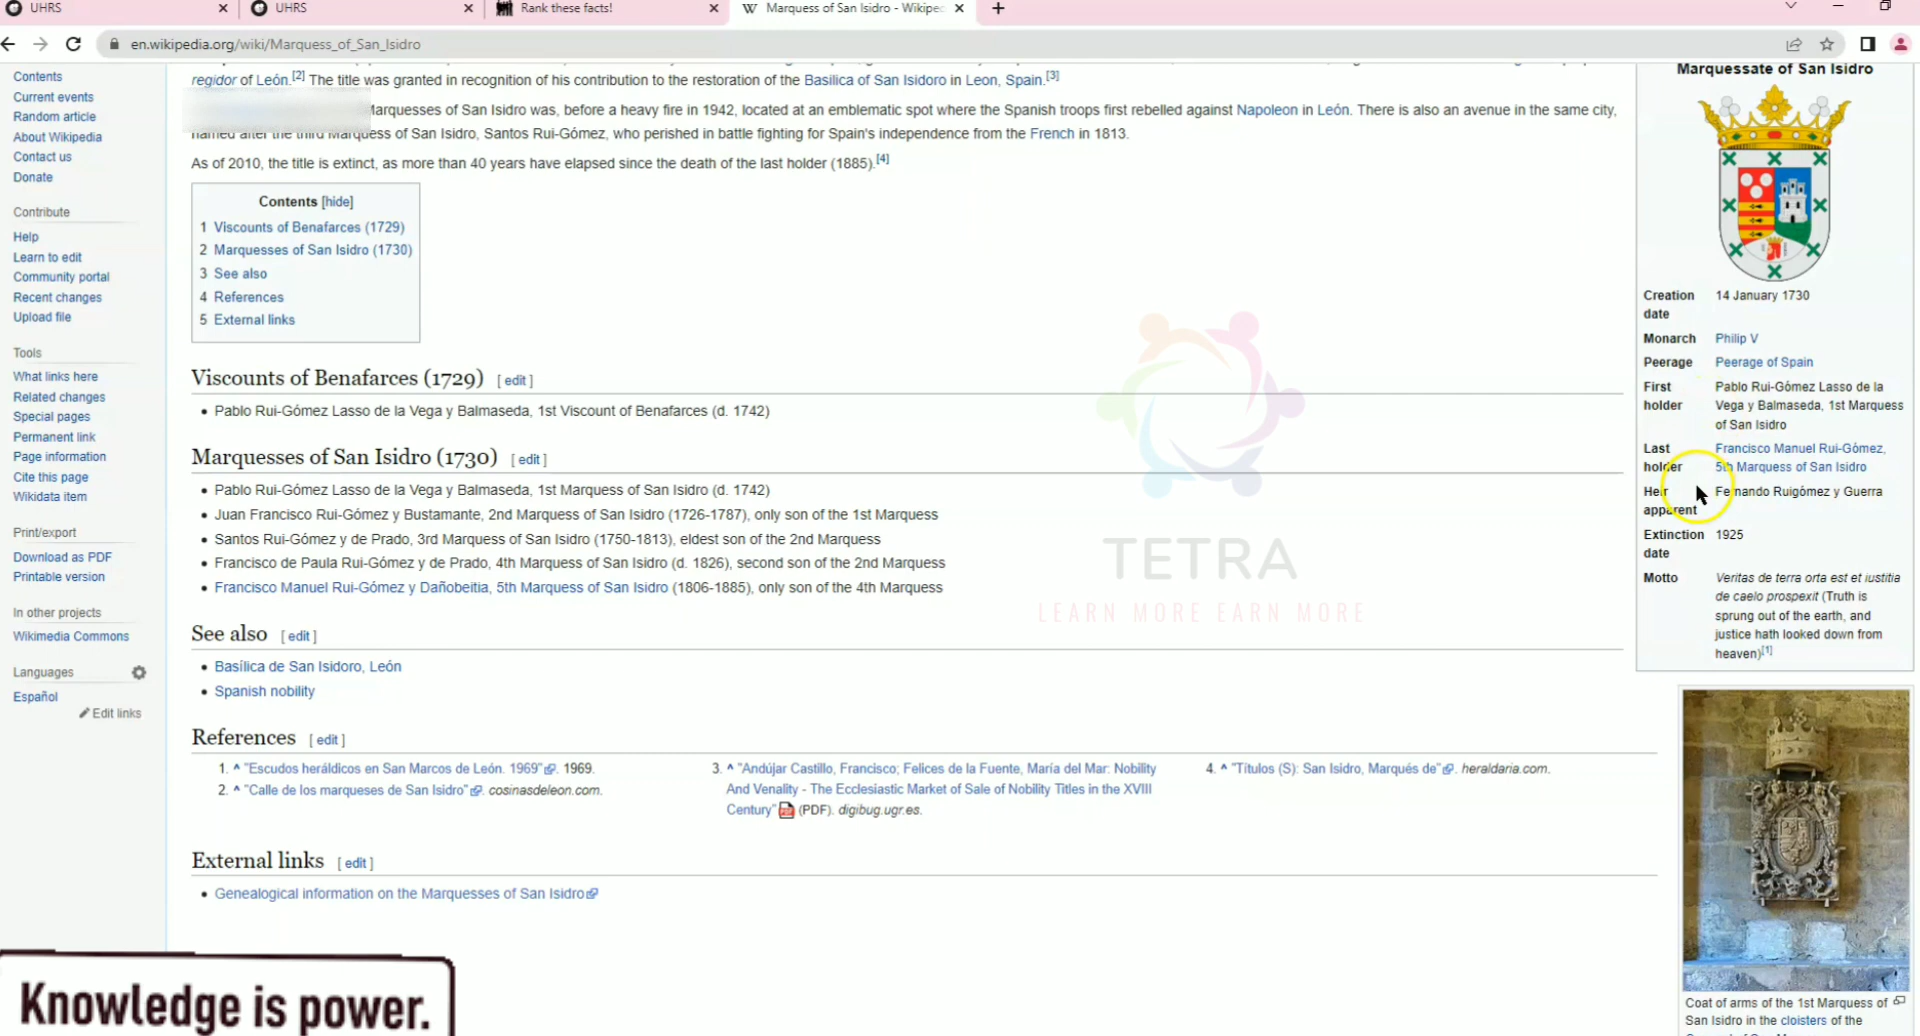 UHRS
UHRS
Rank these facts!
Marquess of San Isidro - Wikipe
en.wikipedia.org/wiki/Marquess_of_San_Isidro
Contents
Current events
Random article
About Wikipedia
Contact us
Donate
Contribute
Help
Learn to edit
Community portal
Recent changes
Upload file
Tools
What links here
Related changes
Special pages
Permanent link
Page information
Cite this page
Wikidata item
Print/export
Download as PDF
Printable version
In other projects
Wikimedia Commons
Languages
Español
Edit links
regidor of León.[2] The title was granted in recognition of his contribution to the restoration of the Basilica of San Isidoro in Leon, Spain.[3]
Marquesses of San Isidro was, before a heavy fire in 1942, located at an emblematic spot where the Spanish troops first rebelled against Napoleon in León. There is also an avenue in the same city,
named after the third Marquess of San Isidro, Santos Rui-Gómez, who perished in battle fighting for Spain's independence from the French in 1813.
As of 2010, the title is extinct, as more than 40 years have elapsed since the death of the last holder (1885).[4]
Contents [hide]
1 Viscounts of Benafarces (1729)
2 Marquesses of San Isidro (1730)
3 See also
4 References
5 External links
Viscounts of Benafarces (1729) [ edit ]
• Pablo Rui-Gómez Lasso de la Vega y Balmaseda, 1st Viscount of Benafarces (d. 1742)
Marquesses of San Isidro (1730) [ edit ]
• Pablo Rui-Gómez Lasso de la Vega y Balmaseda, 1st Marquess of San Isidro (d. 1742)
• Juan Francisco Rui-Gómez y Bustamante, 2nd Marquess of San Isidro (1726-1787), only son of the 1st Marquess
• Santos Rui-Gómez y de Prado, 3rd Marquess of San Isidro (1750-1813), eldest son of the 2nd Marquess
• Francisco de Paula Rui-Gómez y de Prado, 4th Marquess of San Isidro (d. 1826), second son of the 2nd Marquess
• Francisco Manuel Rui-Gómez y Dañobeitia, 5th Marquess of San Isidro (1806-1885), only son of the 4th Marquess
See also [ edit ]
• Basílica de San Isidoro, León
• Spanish nobility
References [ edit ]
1. ^ "Escudos heráldicos en San Marcos de León. 1969". 1969.
2. ^ "Calle de los marqueses de San Isidro". cosinasdeleon.com.
3. ^ "Andújar Castillo, Francisco; Felices de la Fuente, María del Mar: Nobility
And Venality - The Ecclesiastic Market of Sale of Nobility Titles in the XVIII
Century" (PDF). digibug.ugr.es.
4. ^ "Títulos (S): San Isidro, Marqués de". heraldaria.com.
External links [ edit ]
• Genealogical information on the Marquesses of San Isidro
Marquessate of San Isidro
Creation date
14 January 1730
Monarch
Philip V
Peerage
Peerage of Spain
First holder
Pablo Rui-Gómez Lasso de la
Vega y Balmaseda, 1st Marquess
of San Isidro
Last holder
Francisco Manuel Rui-Gómez,
5th Marquess of San Isidro
Heir apparent
Fernando Ruigómez y Guerra
Extinction date
1925
Motto
Veritas de terra orta est et iustitia
de caelo prospexit (Truth is
sprung out of the earth, and
justice hath looked down from
heaven)[1]
Coat of arms of the 1st Marquess of
San Isidro in the cloisters of the
TETRA
LEARN MORE EARN MORE
Knowledge is power.